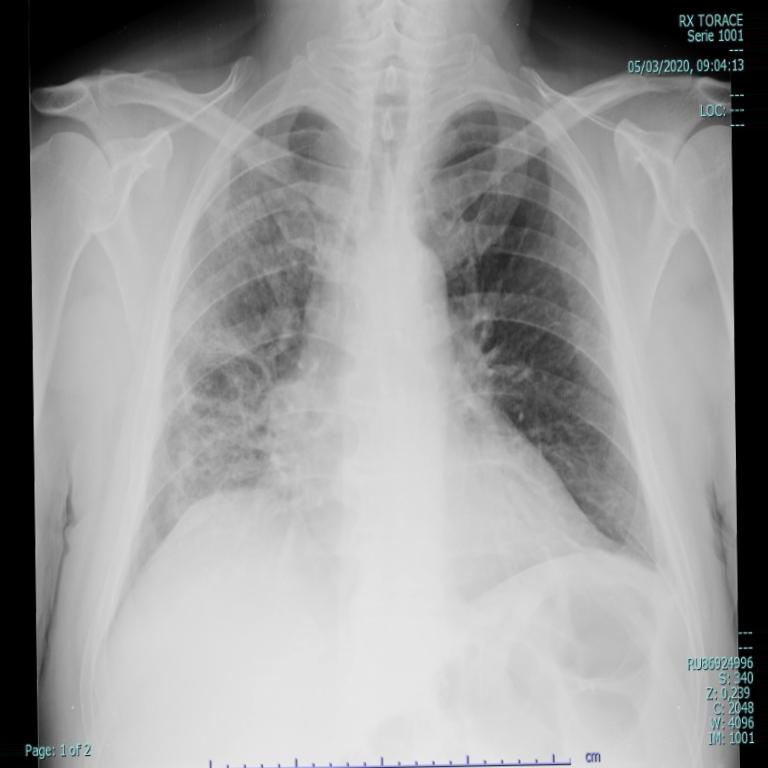 RX TORACE
Serie 1001
---
05/03/2020, 09:04:13
---
LOC: ---
---
---
---
RU86924996
S: 340
Z: 0,239
C: 2048
W: 4096
IM: 1001
Page: 1 of 2
cm